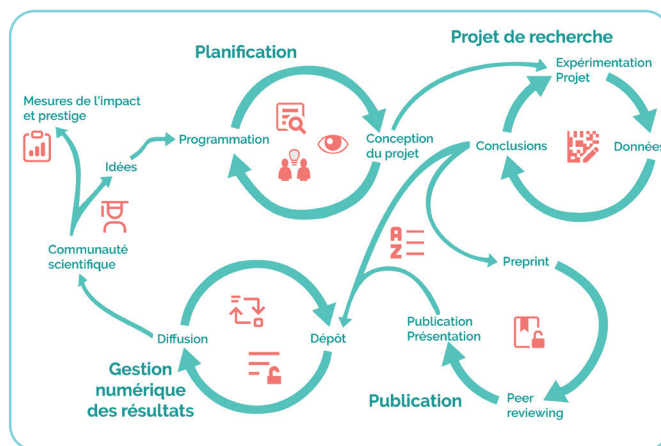 Projet de recherche
Planification
Expérimentation
Projet
Mesures de l'impact
et prestige
Programmation
Conception
du projet
Conclusions
Données
Idées
Communauté
scientifique
A
Z
Preprint
Publication
Présentation
Diffusion
Dépôt
Gestion
numérique
des résultats
Publication
Peer
reviewing